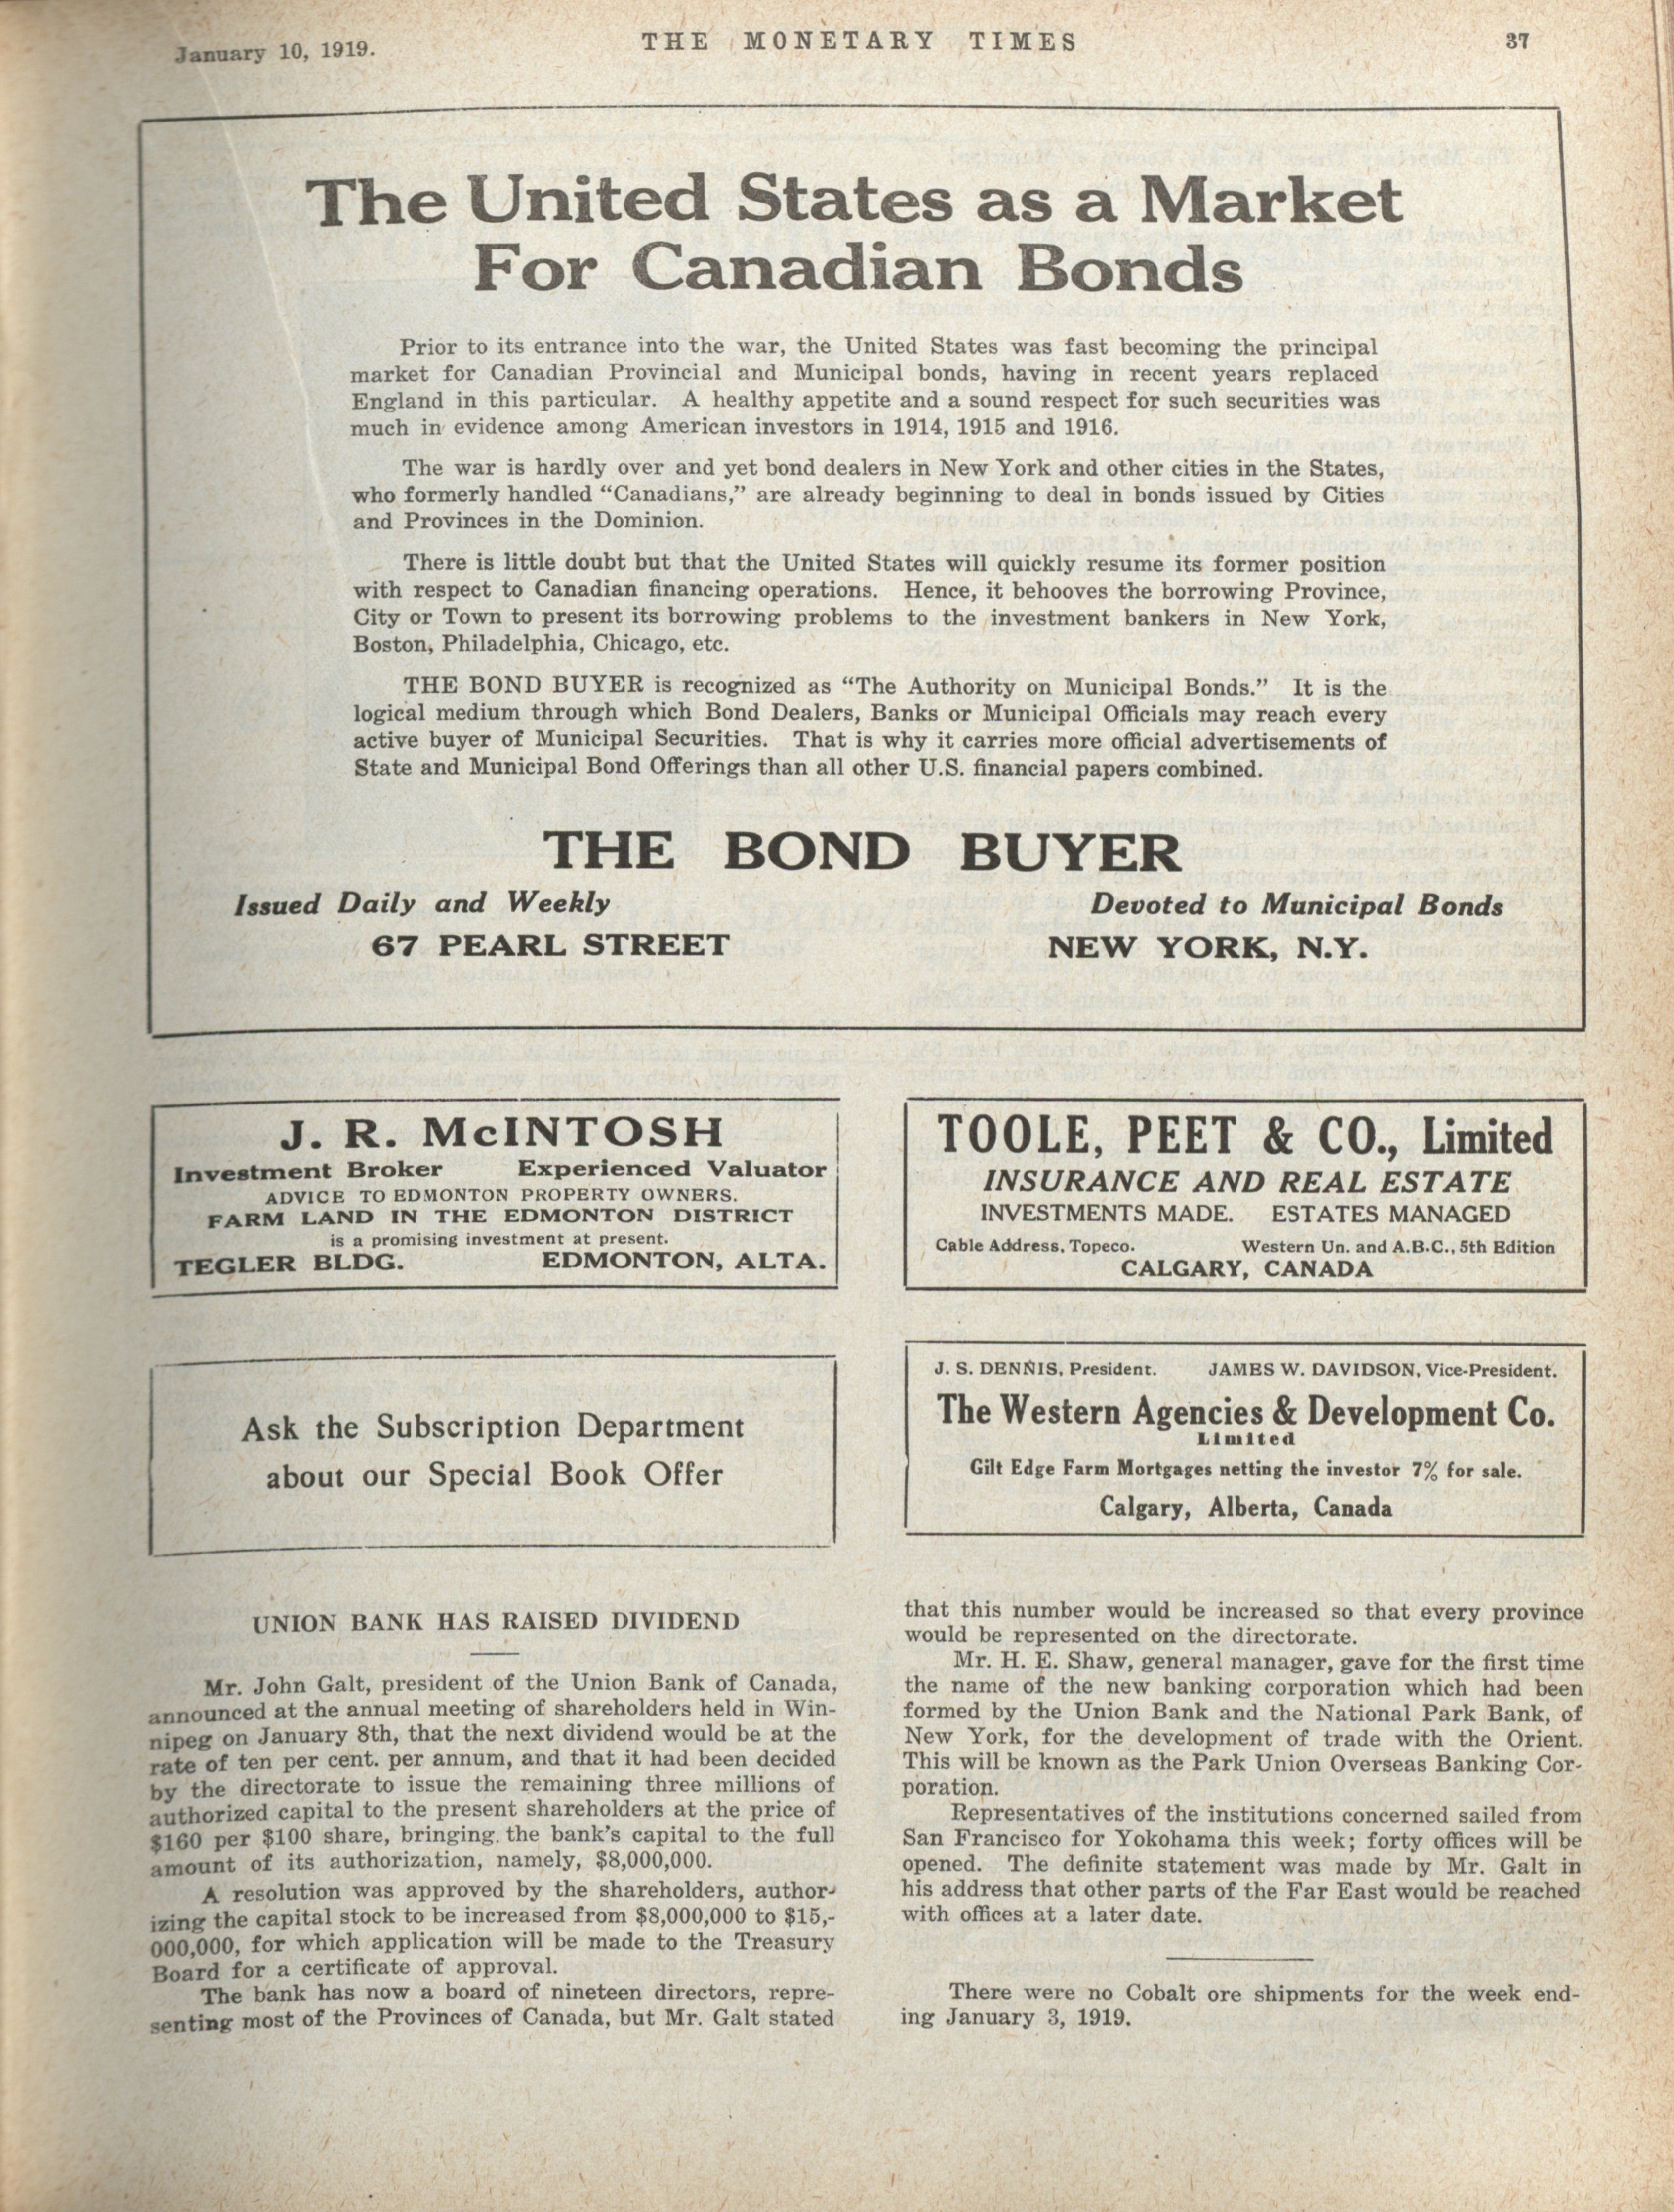 January 10, 1919.
THE MONETARY TIMES
37
The United States as a Market
For Canadian Bonds
Prior to its entrance into the war, the United States was fast becoming the principal
market for Canadian Provincial and Municipal bonds, having in recent years replaced
England in this particular. A healthy appetite and a sound respect for such securities was
much in evidence among American investors in 1914, 1915 and 1916.
The war is hardly over and yet bond dealers in New York and other cities in the States,
who formerly handled “Canadians,” are already beginning to deal in bonds issued by Cities
and Provinces in the Dominion.
There is little doubt but that the United States will quickly resume its former position
with respect to Canadian financing operations. Hence, it behooves the borrowing Province,
City or Town to present its borrowing problems to the investment bankers in New York,
Boston, Philadelphia, Chicago, etc.
THE BOND BUYER is recognized as “The Authority on Municipal Bonds.” It is the
logical medium through which Bond Dealers, Banks or Municipal Officials may reach every
active buyer of Municipal Securities. That is why it carries more official advertisements of
State and Municipal Bond Offerings than all other U.S. financial papers combined.
THE BOND BUYER
Issued Daily and Weekly
Devoted to Municipal Bonds
67 PEARL STREET
NEW YORK, N.Y.
J. R. McINTOSH
Investment Broker Experienced Valuator
ADVICE TO EDMONTON PROPERTY OWNERS.
FARM LAND IN THE EDMONTON DISTRICT
is a promising investment at present.
TEGLER BLDG. EDMONTON, ALTA.
TOOLE, PEET & CO., Limited
INSURANCE AND REAL ESTATE
INVESTMENTS MADE. ESTATES MANAGED
Cable Address, Topeco. Western Un. and A.B.C., 5th Edition
CALGARY, CANADA
Ask the Subscription Department
about our Special Book Offer
J. S. DENNIS, President. JAMES W. DAVIDSON, Vice-President.
The Western Agencies & Development Co.
Limited
Gilt Edge Farm Mortgages netting the investor 7% for sale.
Calgary, Alberta, Canada
UNION BANK HAS RAISED DIVIDEND
Mr. John Galt, president of the Union Bank of Canada,
announced at the annual meeting of shareholders held in Win-
nipeg on January 8th, that the next dividend would be at the
rate of ten per cent. per annum, and that it had been decided
by the directorate to issue the remaining three millions of
authorized capital to the present shareholders at the price of
$160 per $100 share, bringing the bank’s capital to the full
amount of its authorization, namely, $8,000,000.
A resolution was approved by the shareholders, author-
izing the capital stock to be increased from $8,000,000 to $15,-
000,000, for which application will be made to the Treasury
Board for a certificate of approval.
The bank has now a board of nineteen directors, repre-
senting most of the Provinces of Canada, but Mr. Galt stated
that this number would be increased so that every province
would be represented on the directorate.
Mr. H. E. Shaw, general manager, gave for the first time
the name of the new banking corporation which had been
formed by the Union Bank and the National Park Bank, of
New York, for the development of trade with the Orient.
This will be known as the Park Union Overseas Banking Cor-
poration.
Representatives of the institutions concerned sailed from
San Francisco for Yokohama this week; forty offices will be
opened. The definite statement was made by Mr. Galt in
his address that other parts of the Far East would be reached
with offices at a later date.
There were no Cobalt ore shipments for the week end-
ing January 3, 1919.